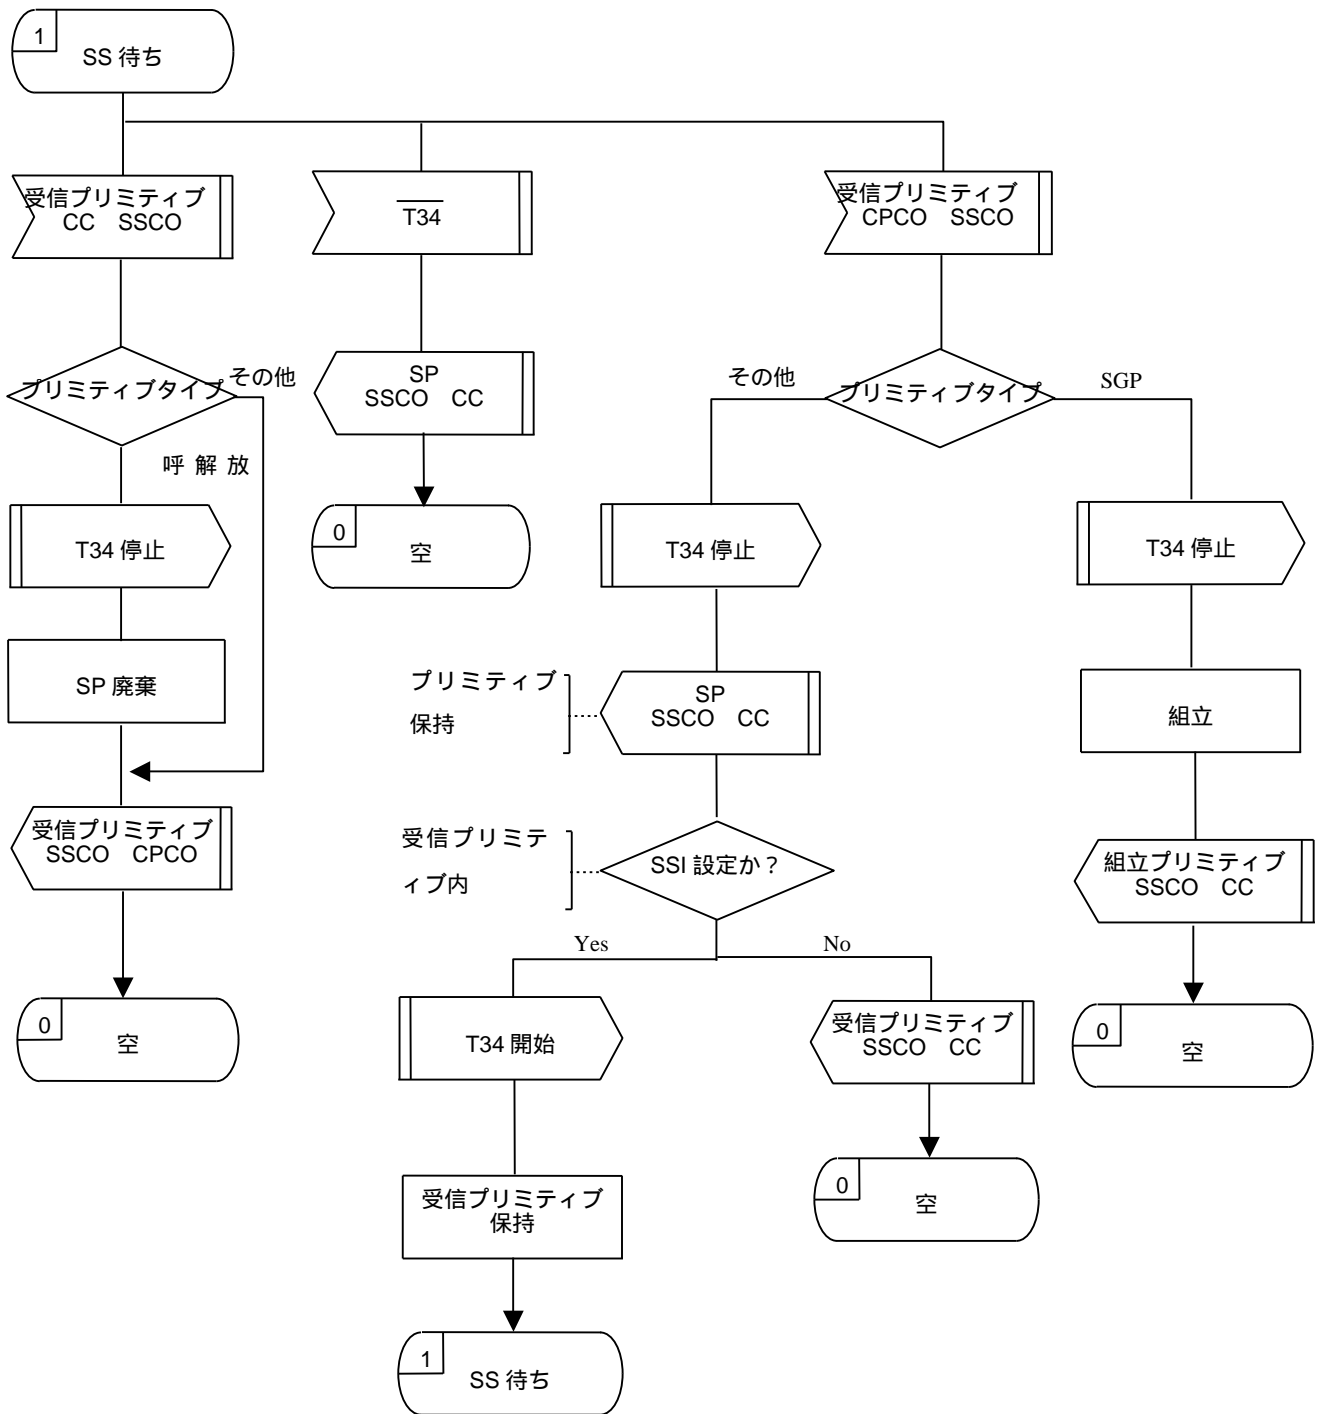 1
SS 待ち
受信プリミティブ
CC SSCO
T34
受信プリミティブ
CPCO SSCO
プリミティブタイプ
その他
呼 解 放
SP
SSCO CC
その他
プリミティブタイプ
SGP
T34 停止
0
空
T34 停止
T34 停止
SP 廃棄
プリミティブ
保持
SP
SSCO CC
組立
受信プリミティブ
SSCO CPCO
受信プリミテ
ィブ内
SSI 設定か？
組立プリミティブ
SSCO CC
Yes
No
0
空
T34 開始
受信プリミティブ
SSCO CC
0
空
受信プリミティブ
保持
0
空
1
SS 待ち